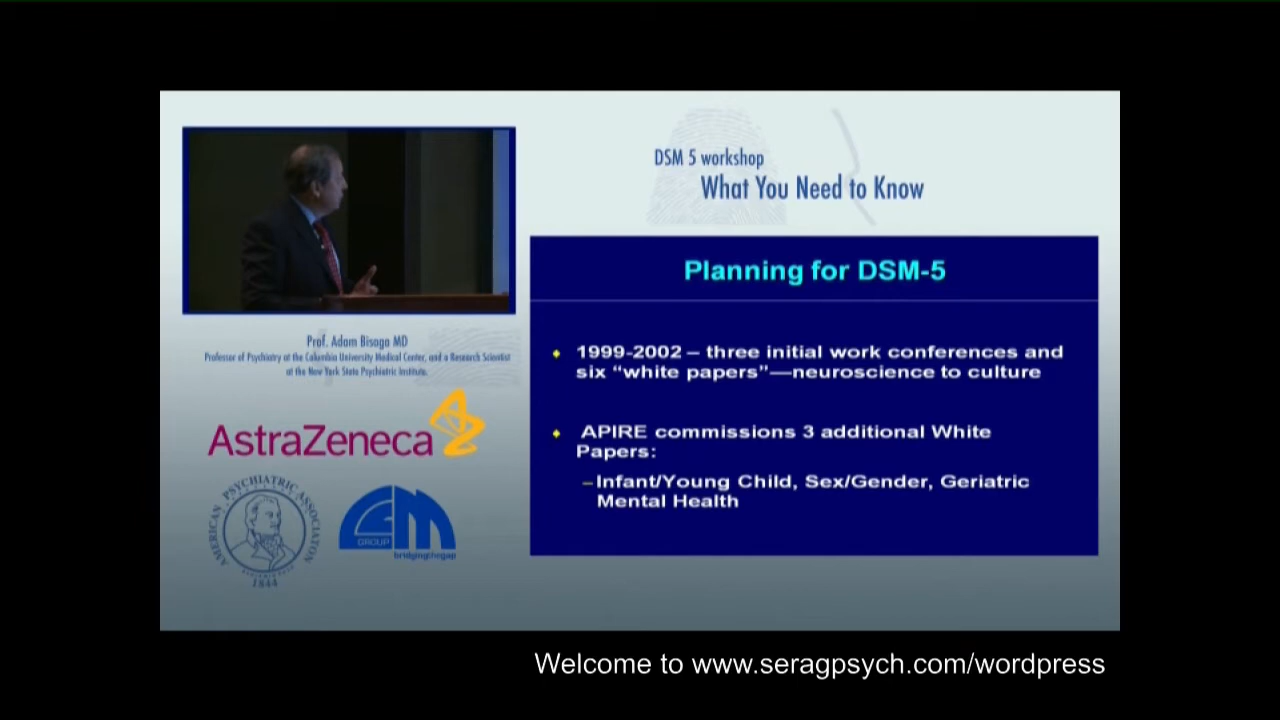 DSM 5 workshop
What You Need to Know
Prof. Adam Bisaga MD
Professor of Psychiatry at the Columbia University Medical Center, and a Research Scientist
at the New York State Psychiatric Institute.
AstraZeneca
AMERICAN PSYCHIATRIC ASSOCIATION
1844
GROUP
bridgingthegap
Planning for DSM-5
1999-2002 – three initial work conferences and
six “white papers”—neuroscience to culture
APIRE commissions 3 additional White
Papers:
–Infant/Young Child, Sex/Gender, Geriatric
Mental Health
Welcome to www.seragpsych.com/wordpress